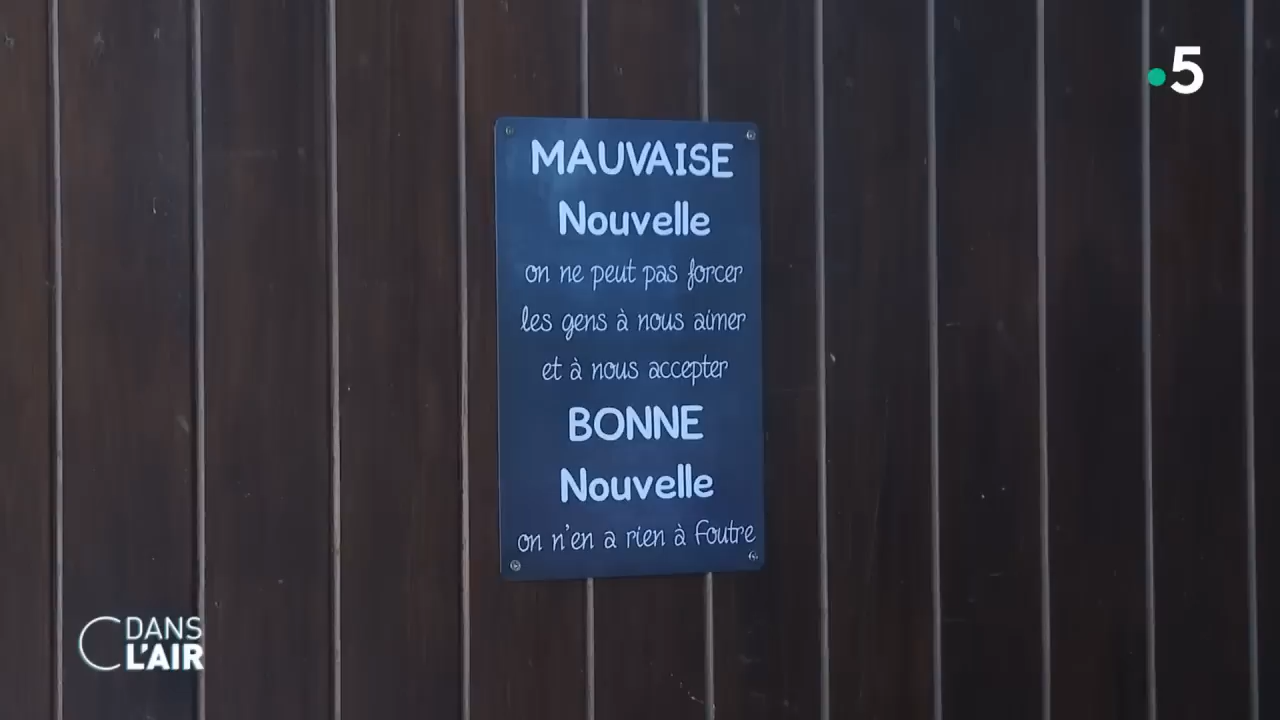 5
MAUVAISE
Nouvelle
on ne peut pas forcer
les gens à nous aimer
et à nous accepter
BONNE
Nouvelle
on n'en a rien à foutre
C DANS
L'AIR